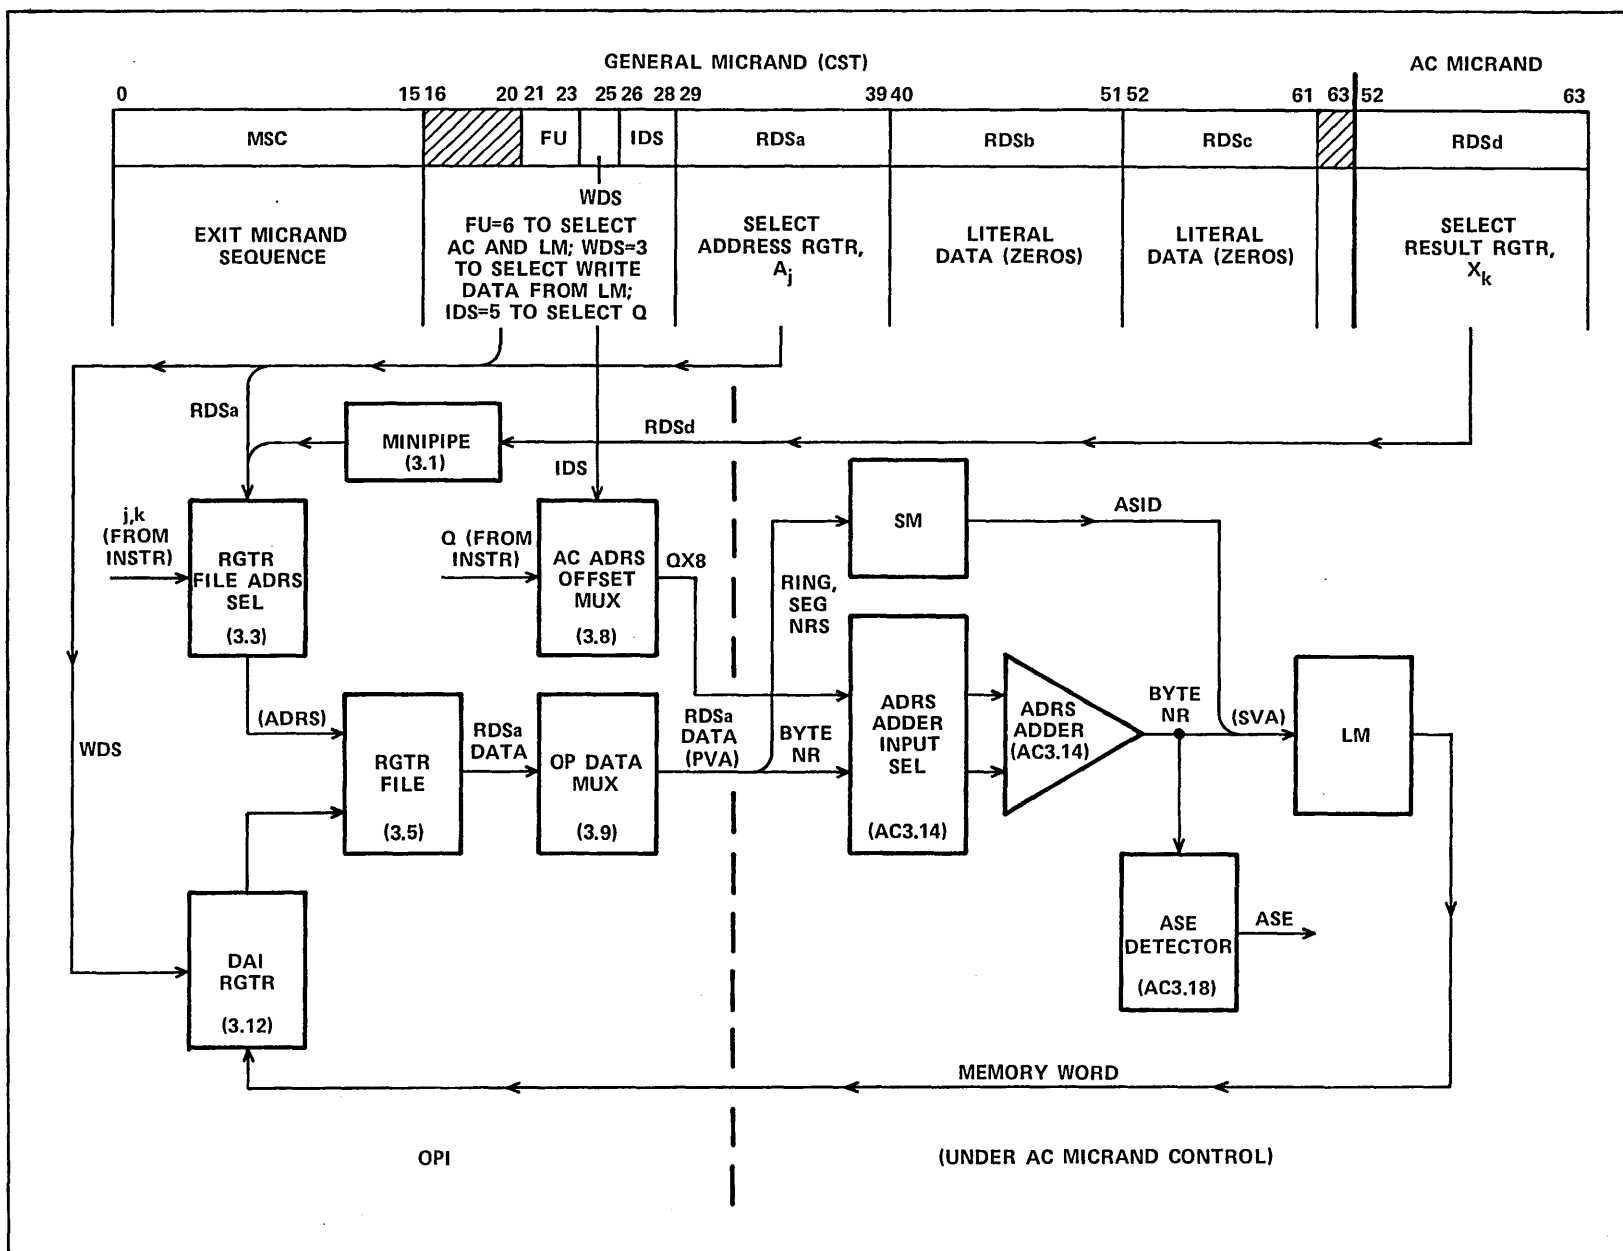 GENERAL MICRAND (CST)
AC MICRAND
0 15 16 20 21 23 25 26 28 29 39 40 51 52 61 63 52 63
MSC
FU
IDS
RDSa
RDSb
RDSc
RDSd
WDS
EXIT MICRAND
SEQUENCE
FU=6 TO SELECT
AC AND LM; WDS=3
TO SELECT WRITE
DATA FROM LM;
IDS=5 TO SELECT Q
SELECT
ADDRESS RGTR,
Aj
LITERAL
DATA (ZEROS)
LITERAL
DATA (ZEROS)
SELECT
RESULT RGTR,
Xk
RDSa
MINIPIPE
(3.1)
RDSd
IDS
j,k
(FROM
INSTR)
RGTR
FILE ADRS
SEL
(3.3)
Q (FROM
INSTR)
AC ADRS
OFFSET
MUX
(3.8)
QX8
SM
ASID
RING,
SEG
NRS
WDS
(ADRS)
RGTR
FILE
(3.5)
RDSa
DATA
OP DATA
MUX
(3.9)
RDSa
DATA
(PVA)
BYTE
NR
ADRS
ADDER
INPUT
SEL
(AC3.14)
ADRS
ADDER
(AC3.14)
BYTE
NR
(SVA)
LM
DAI
RGTR
(3.12)
ASE
DETECTOR
(AC3.18)
ASE
MEMORY WORD
OPI
(UNDER AC MICRAND CONTROL)